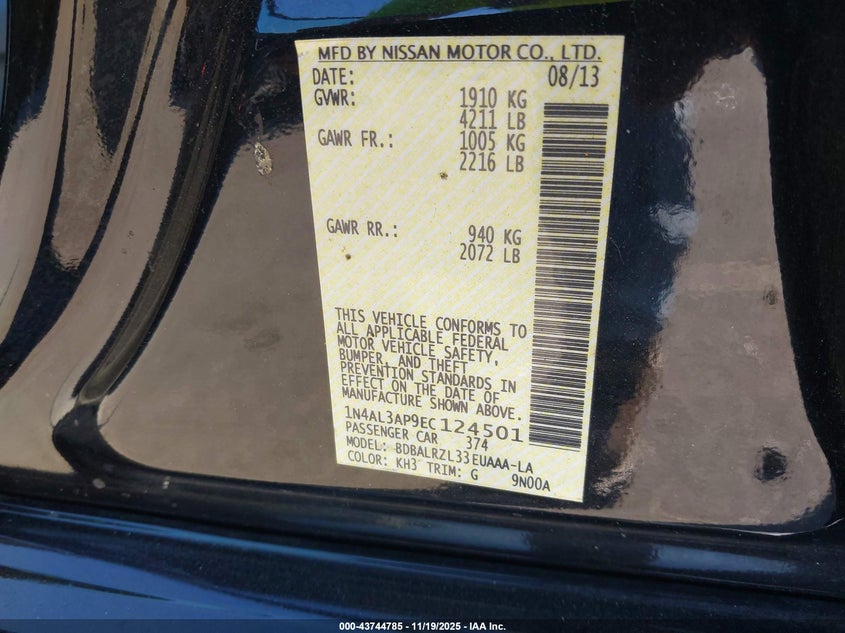 MFD BY NISSAN MOTOR CO., LTD.
DATE: 08/13
GVWR: 1910 KG
4211 LB
GAWR FR.: 1005 KG
2216 LB
GAWR RR.: 940 KG
2072 LB
THIS VEHICLE CONFORMS TO
ALL APPLICABLE FEDERAL
MOTOR VEHICLE SAFETY,
BUMPER, AND THEFT
PREVENTION STANDARDS IN
EFFECT ON THE DATE OF
MANUFACTURE SHOWN ABOVE.
1N4AL3AP9EC124501
PASSENGER CAR 374
MODEL: BDBALRZL33EUAAA-LA
COLOR: KH3 TRIM: G 9N00A
000-43744785 - 11/19/2025 - IAA Inc.